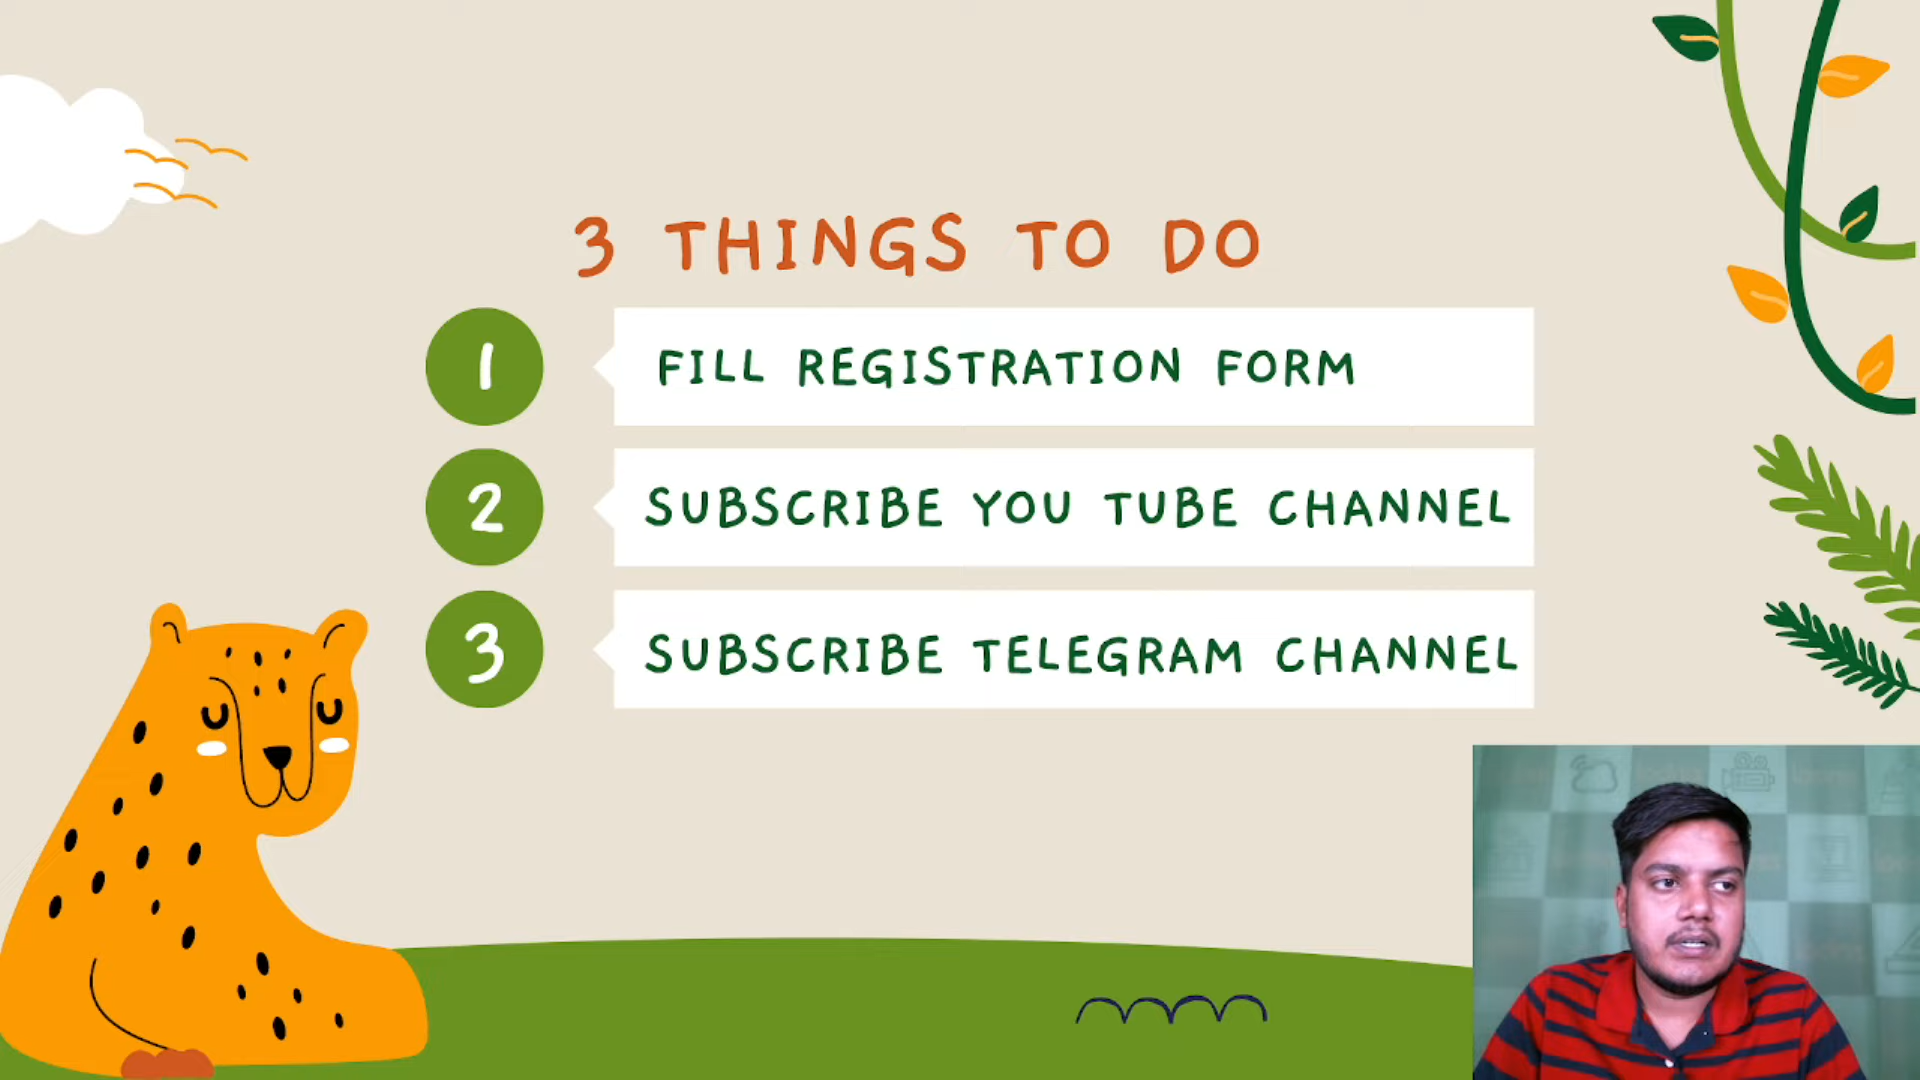 3 THINGS TO DO
1 FILL REGISTRATION FORM
2 SUBSCRIBE YOU TUBE CHANNEL
3 SUBSCRIBE TELEGRAM CHANNEL